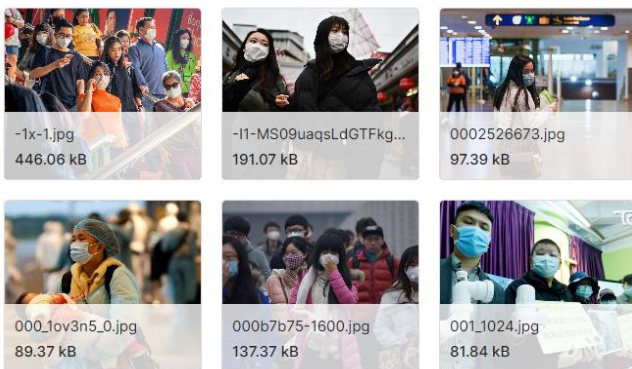 -1x-1.jpg
446.06 kB
-I1-MS09uaqsLdGTFkg...
191.07 kB
0002526673.jpg
97.39 kB
000_1ov3n5_0.jpg
89.37 kB
000b7b75-1600.jpg
137.37 kB
001_1024.jpg
81.84 kB